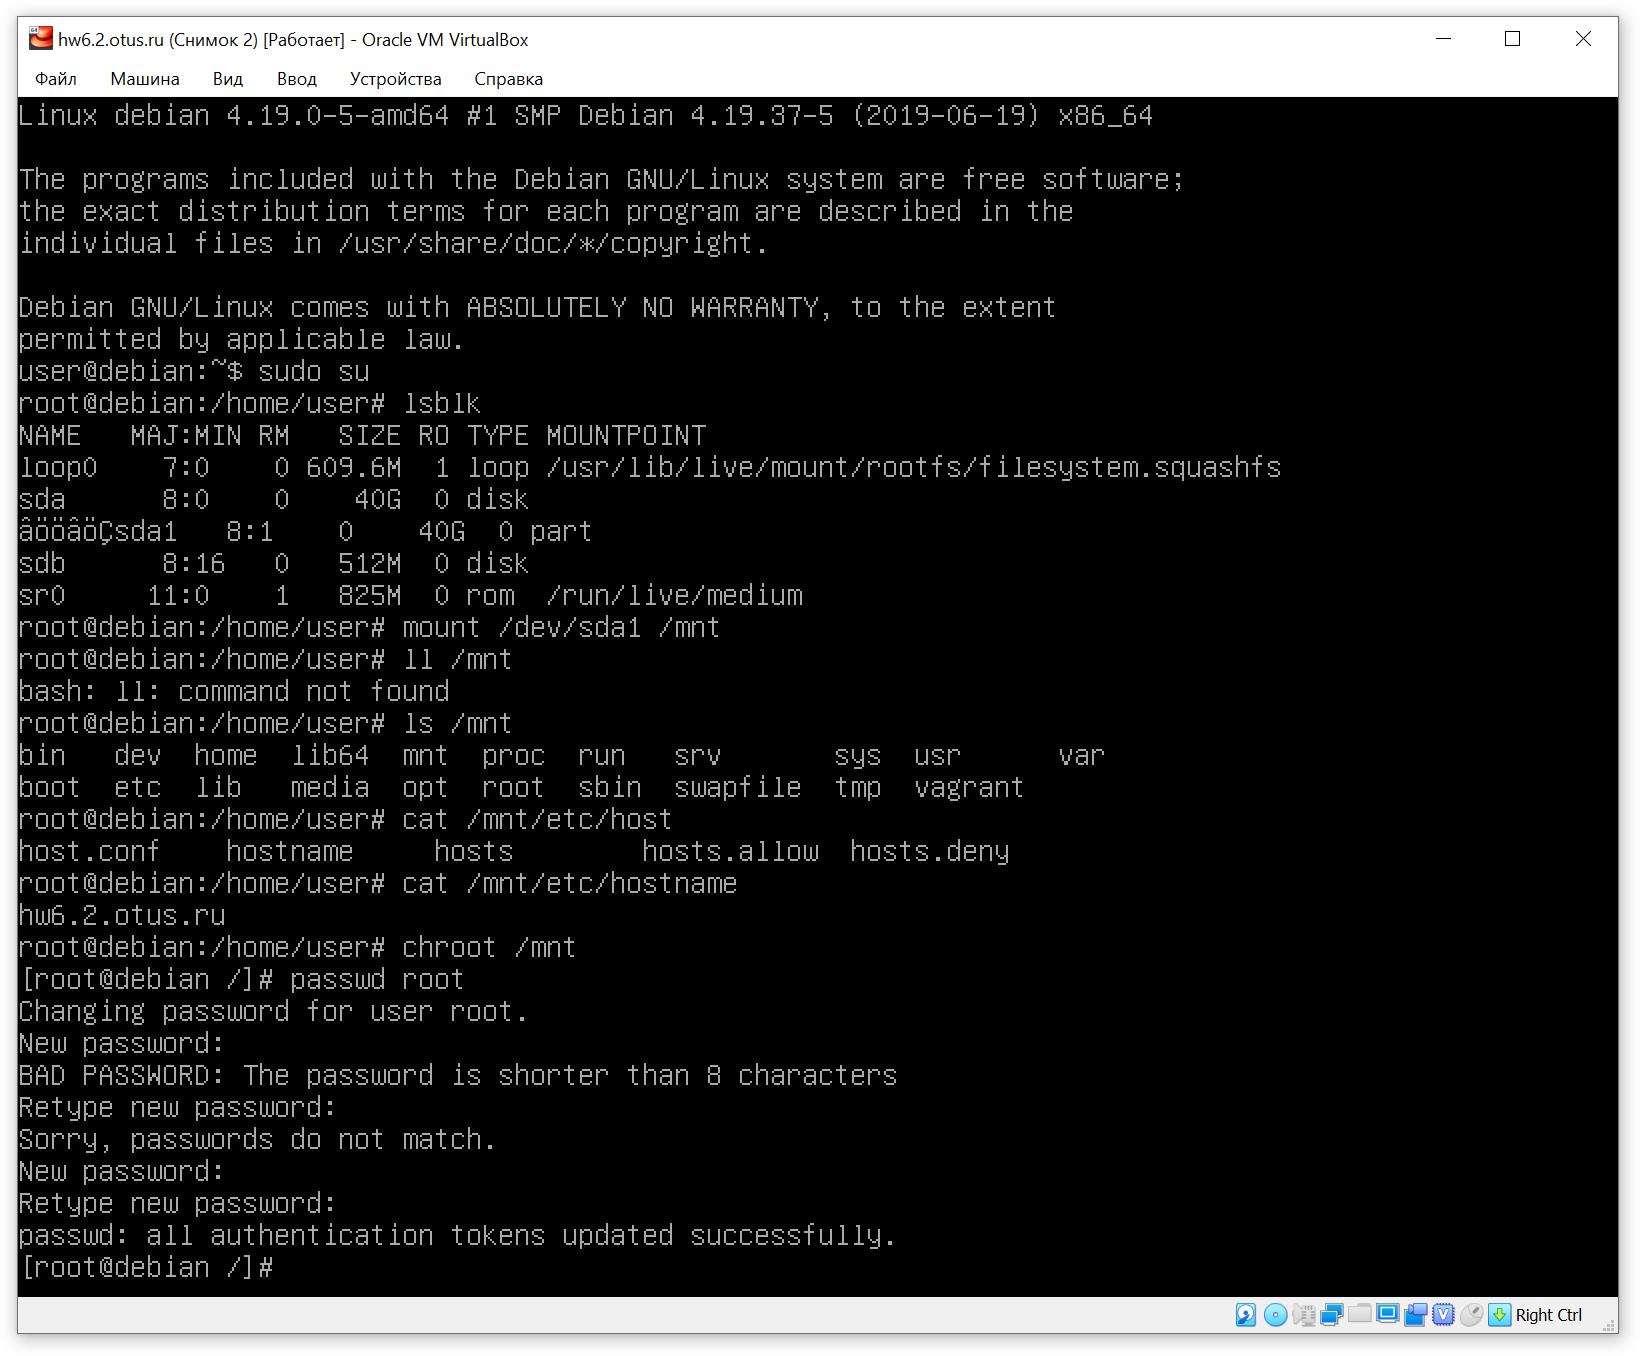 hw6.2.otus.ru (Снимок 2) [Работает] - Oracle VM VirtualBox
Файл Машина Вид Ввод Устройства Справка
Linux debian 4.19.0-5-amd64 #1 SMP Debian 4.19.37-5 (2019-06-19) x86_64
The programs included with the Debian GNU/Linux system are free software;
the exact distribution terms for each program are described in the
individual files in /usr/share/doc/*/copyright.
Debian GNU/Linux comes with ABSOLUTELY NO WARRANTY, to the extent
permitted by applicable law.
user@debian:~$ sudo su
root@debian:/home/user# lsblk
NAME   MAJ:MIN RM   SIZE RO TYPE MOUNTPOINT
loop0    7:0    0 609.6M  1 loop /usr/lib/live/mount/rootfs/filesystem.squashfs
sda      8:0    0    40G  0 disk
âööâöÇsda1   8:1    0    40G  0 part
sdb      8:16   0   512M  0 disk
sr0     11:0    1   825M  0 rom  /run/live/medium
root@debian:/home/user# mount /dev/sda1 /mnt
root@debian:/home/user# ll /mnt
bash: ll: command not found
root@debian:/home/user# ls /mnt
bin   dev  home  lib64  mnt  proc  run   srv       sys  usr      var
boot  etc  lib   media  opt  root  sbin  swapfile  tmp  vagrant
root@debian:/home/user# cat /mnt/etc/host
host.conf    hostname     hosts        hosts.allow  hosts.deny
root@debian:/home/user# cat /mnt/etc/hostname
hw6.2.otus.ru
root@debian:/home/user# chroot /mnt
[root@debian /]# passwd root
Changing password for user root.
New password:
BAD PASSWORD: The password is shorter than 8 characters
Retype new password:
Sorry, passwords do not match.
New password:
Retype new password:
passwd: all authentication tokens updated successfully.
[root@debian /]#
Right Ctrl